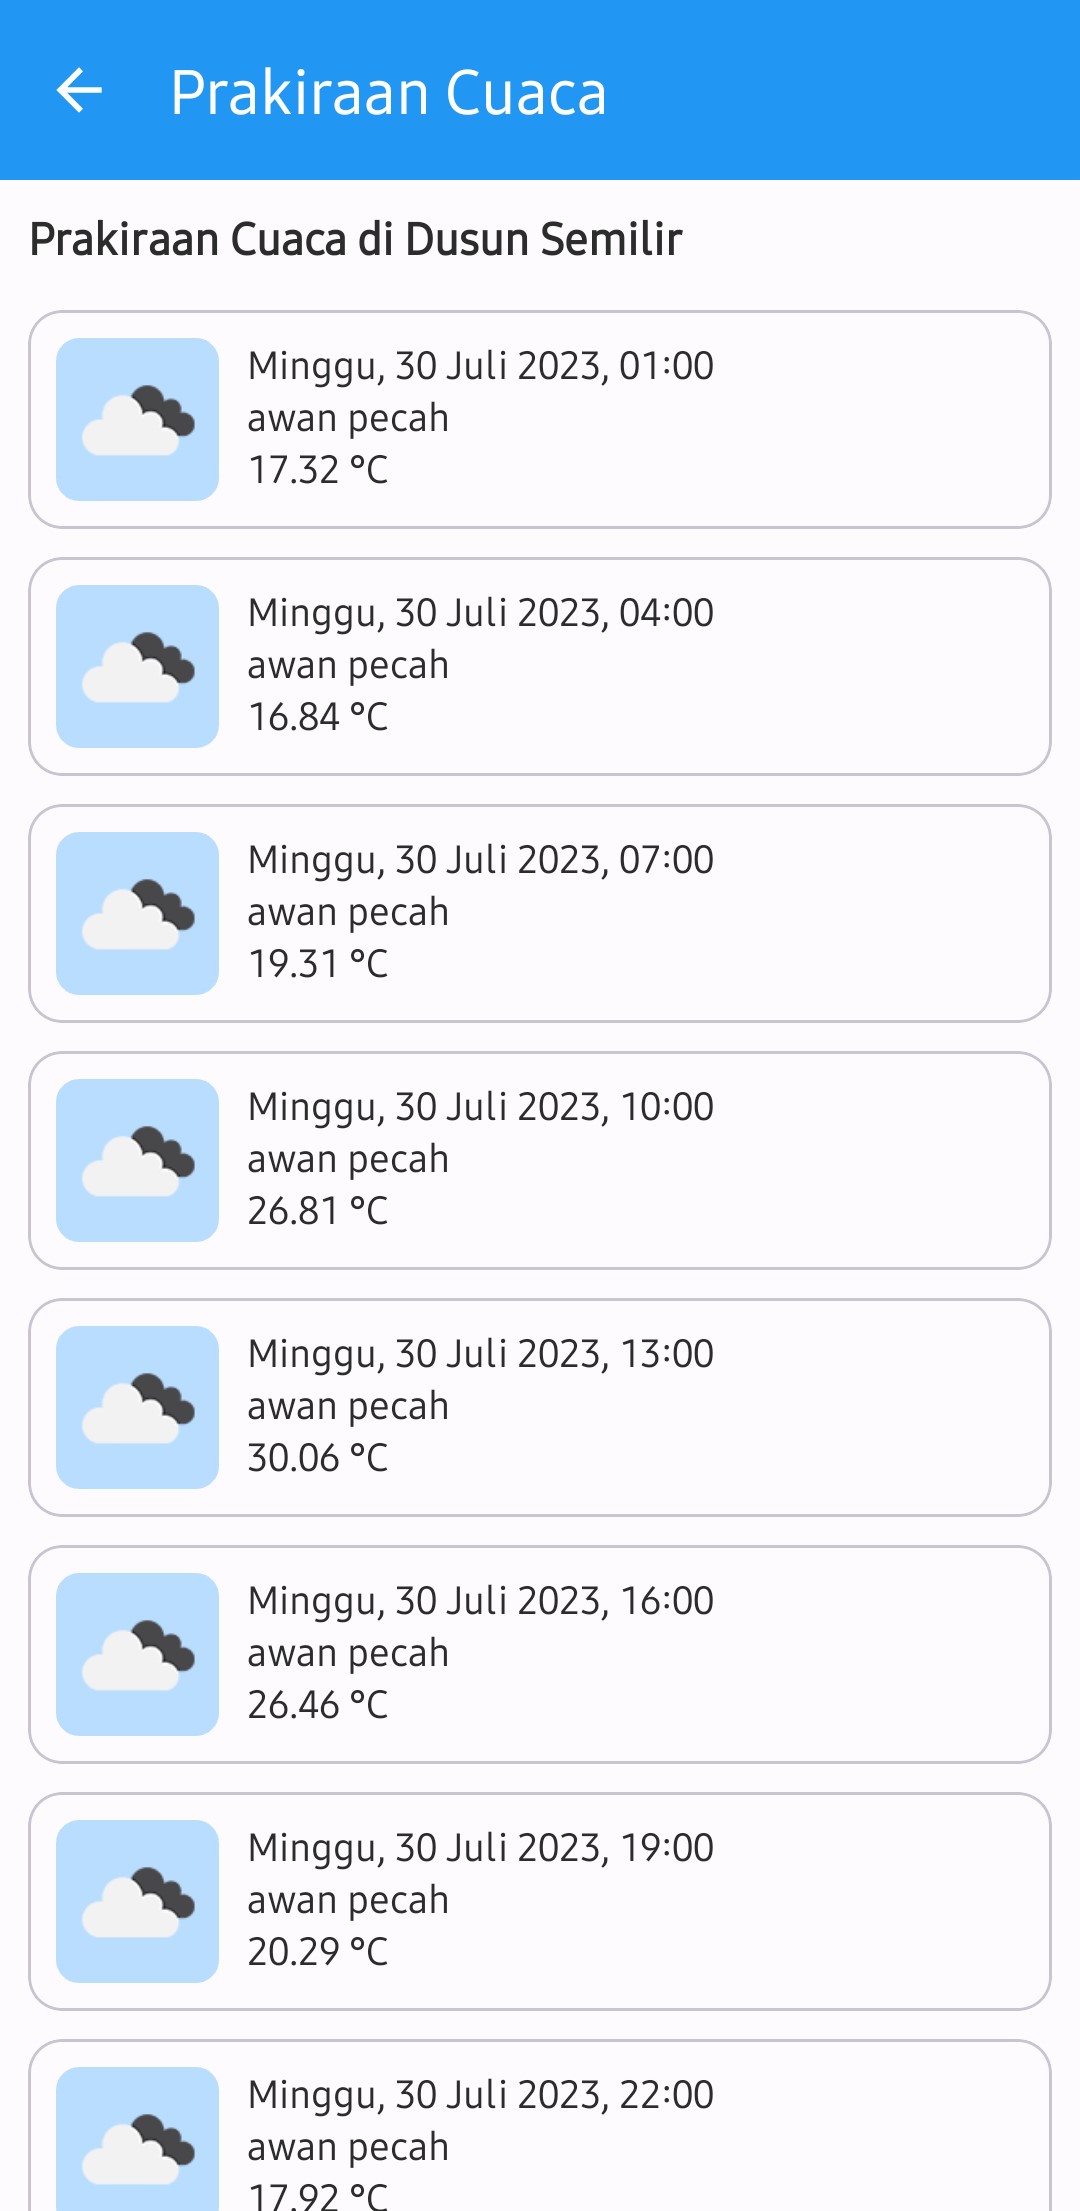 Prakiraan Cuaca
Prakiraan Cuaca di Dusun Semilir
Minggu, 30 Juli 2023, 01:00
awan pecah
17.32 °C
Minggu, 30 Juli 2023, 04:00
awan pecah
16.84 °C
Minggu, 30 Juli 2023, 07:00
awan pecah
19.31 °C
Minggu, 30 Juli 2023, 10:00
awan pecah
26.81 °C
Minggu, 30 Juli 2023, 13:00
awan pecah
30.06 °C
Minggu, 30 Juli 2023, 16:00
awan pecah
26.46 °C
Minggu, 30 Juli 2023, 19:00
awan pecah
20.29 °C
Minggu, 30 Juli 2023, 22:00
awan pecah
17.92 °C